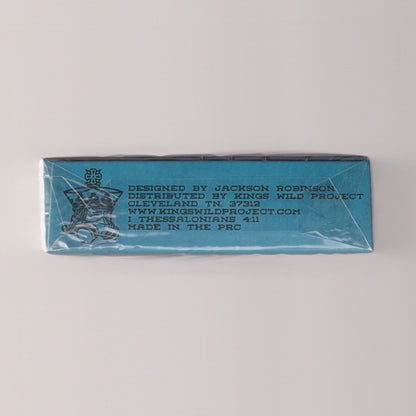 DESIGNED BY JACKSON ROBINSON
DISTRIBUTED BY KINGS WILD PROJECT
CLEVELAND TN. 37312
WWW.KINGSWILDPROJECT.COM
1 THESSALONIANS 4:11
MADE IN THE PRC